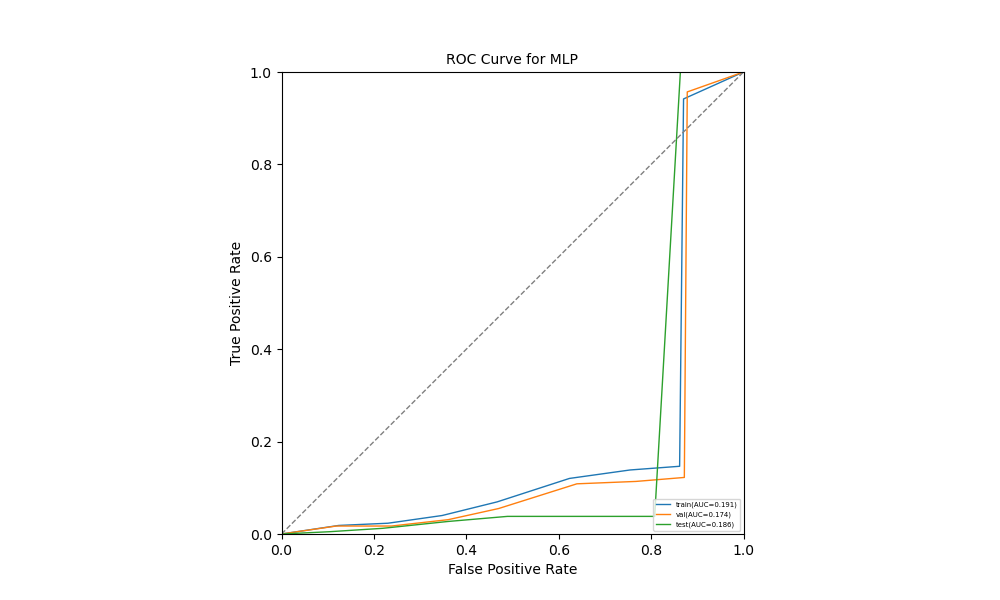 ROC Curve for MLP
1.0
0.8
0.6
0.4
0.2
0.0
True Positive Rate
0.0 0.2 0.4 0.6 0.8 1.0
False Positive Rate
train(AUC=0.191)
val(AUC=0.174)
test(AUC=0.186)